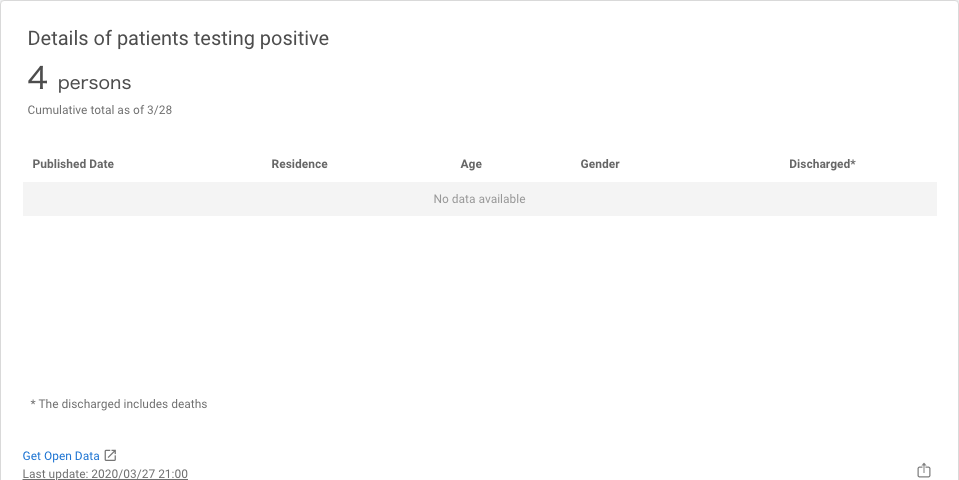 Details of patients testing positive
4 persons
Cumulative total as of 3/28
Published Date Residence Age Gender Discharged*
No data available
* The discharged includes deaths
Get Open Data
Last update: 2020/03/27 21:00